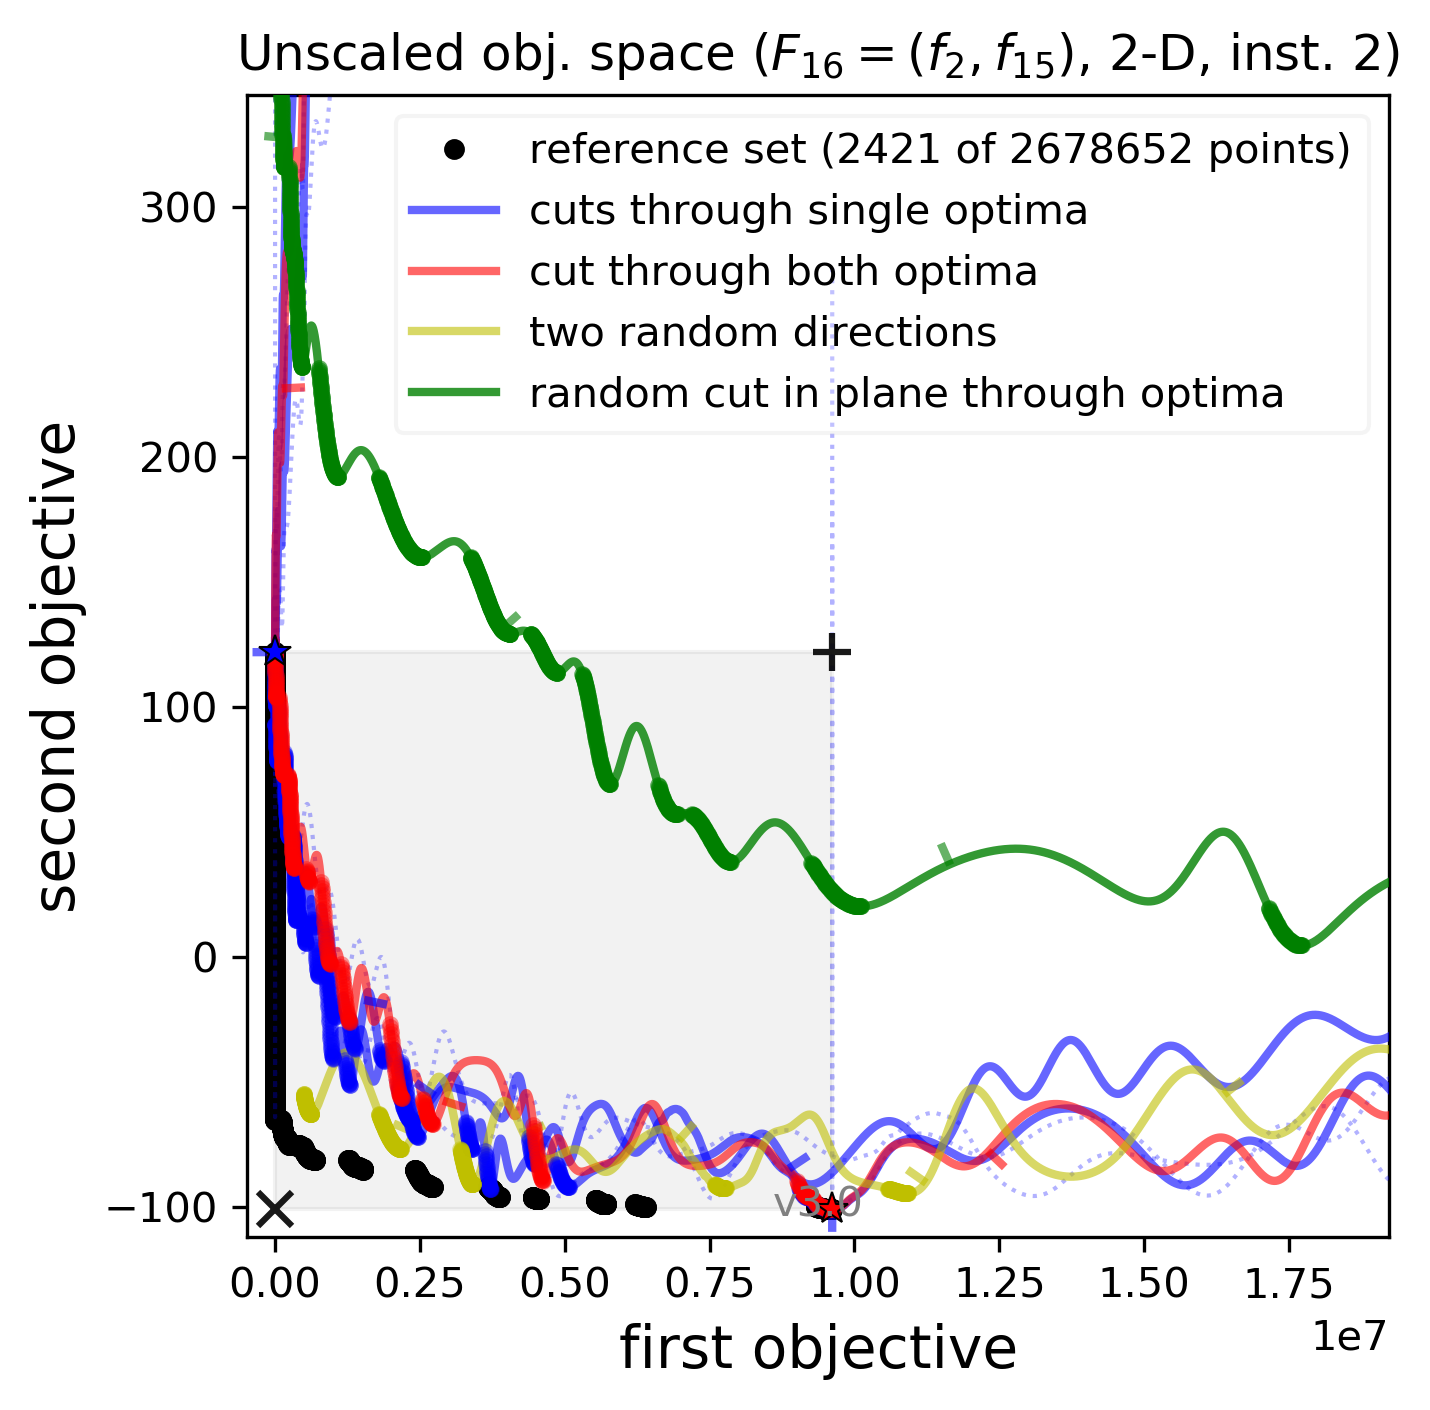 Unscaled obj. space (F₁₆ = (f₂, f₁₅), 2-D, inst. 2)
reference set (2421 of 2678652 points)
cuts through single optima
cut through both optima
two random directions
random cut in plane through optima
second objective
300
200
100
0
−100
v3.0
0.00 0.25 0.50 0.75 1.00 1.25 1.50 1.75
1e7
first objective